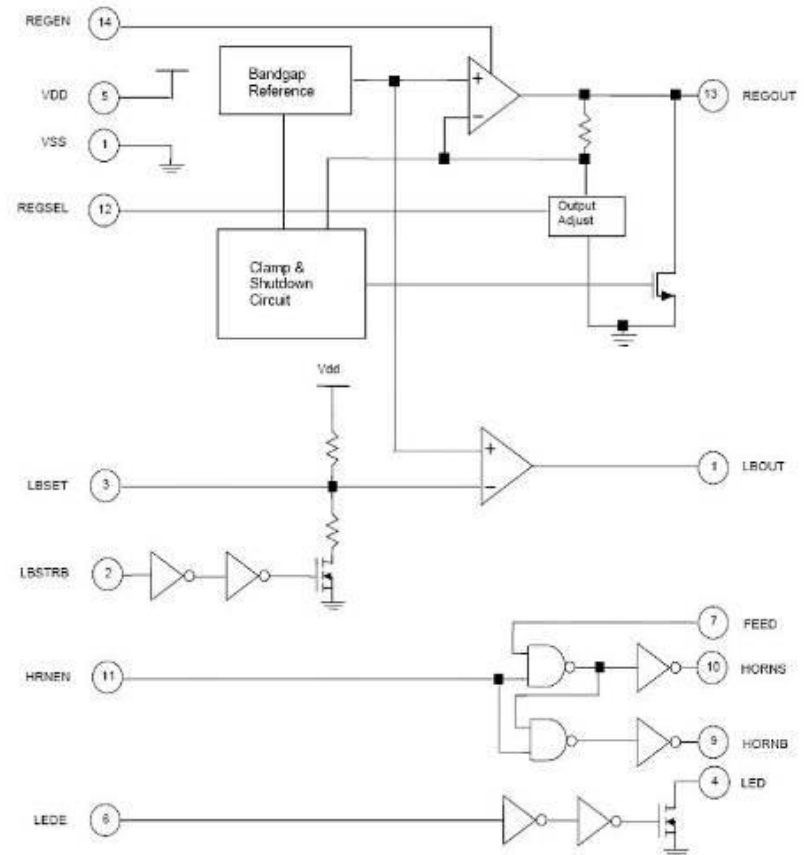 REGEN 14
Bandgap
Reference
+
−
VDD 5
13 REGOUT
VSS 1
REGSEL 12
Output
Adjust
Clamp &
Shutdown
Circuit
Vdd
+
−
LBSET 3
1 LBOUT
LBSTRB 2
7 FEED
HRNEN 11
10 HORNS
9 HORNB
4 LED
LEDE 6